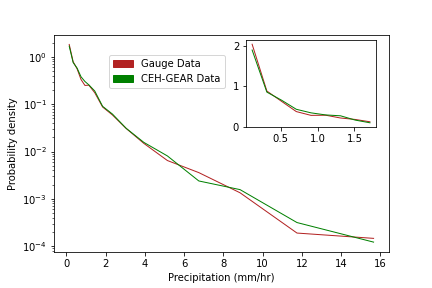 Gauge Data
CEH-GEAR Data
Probability density
10⁰
10⁻¹
10⁻²
10⁻³
10⁻⁴
0 2 4 6 8 10 12 14 16
Precipitation (mm/hr)
2
1
0
0.5 1.0 1.5